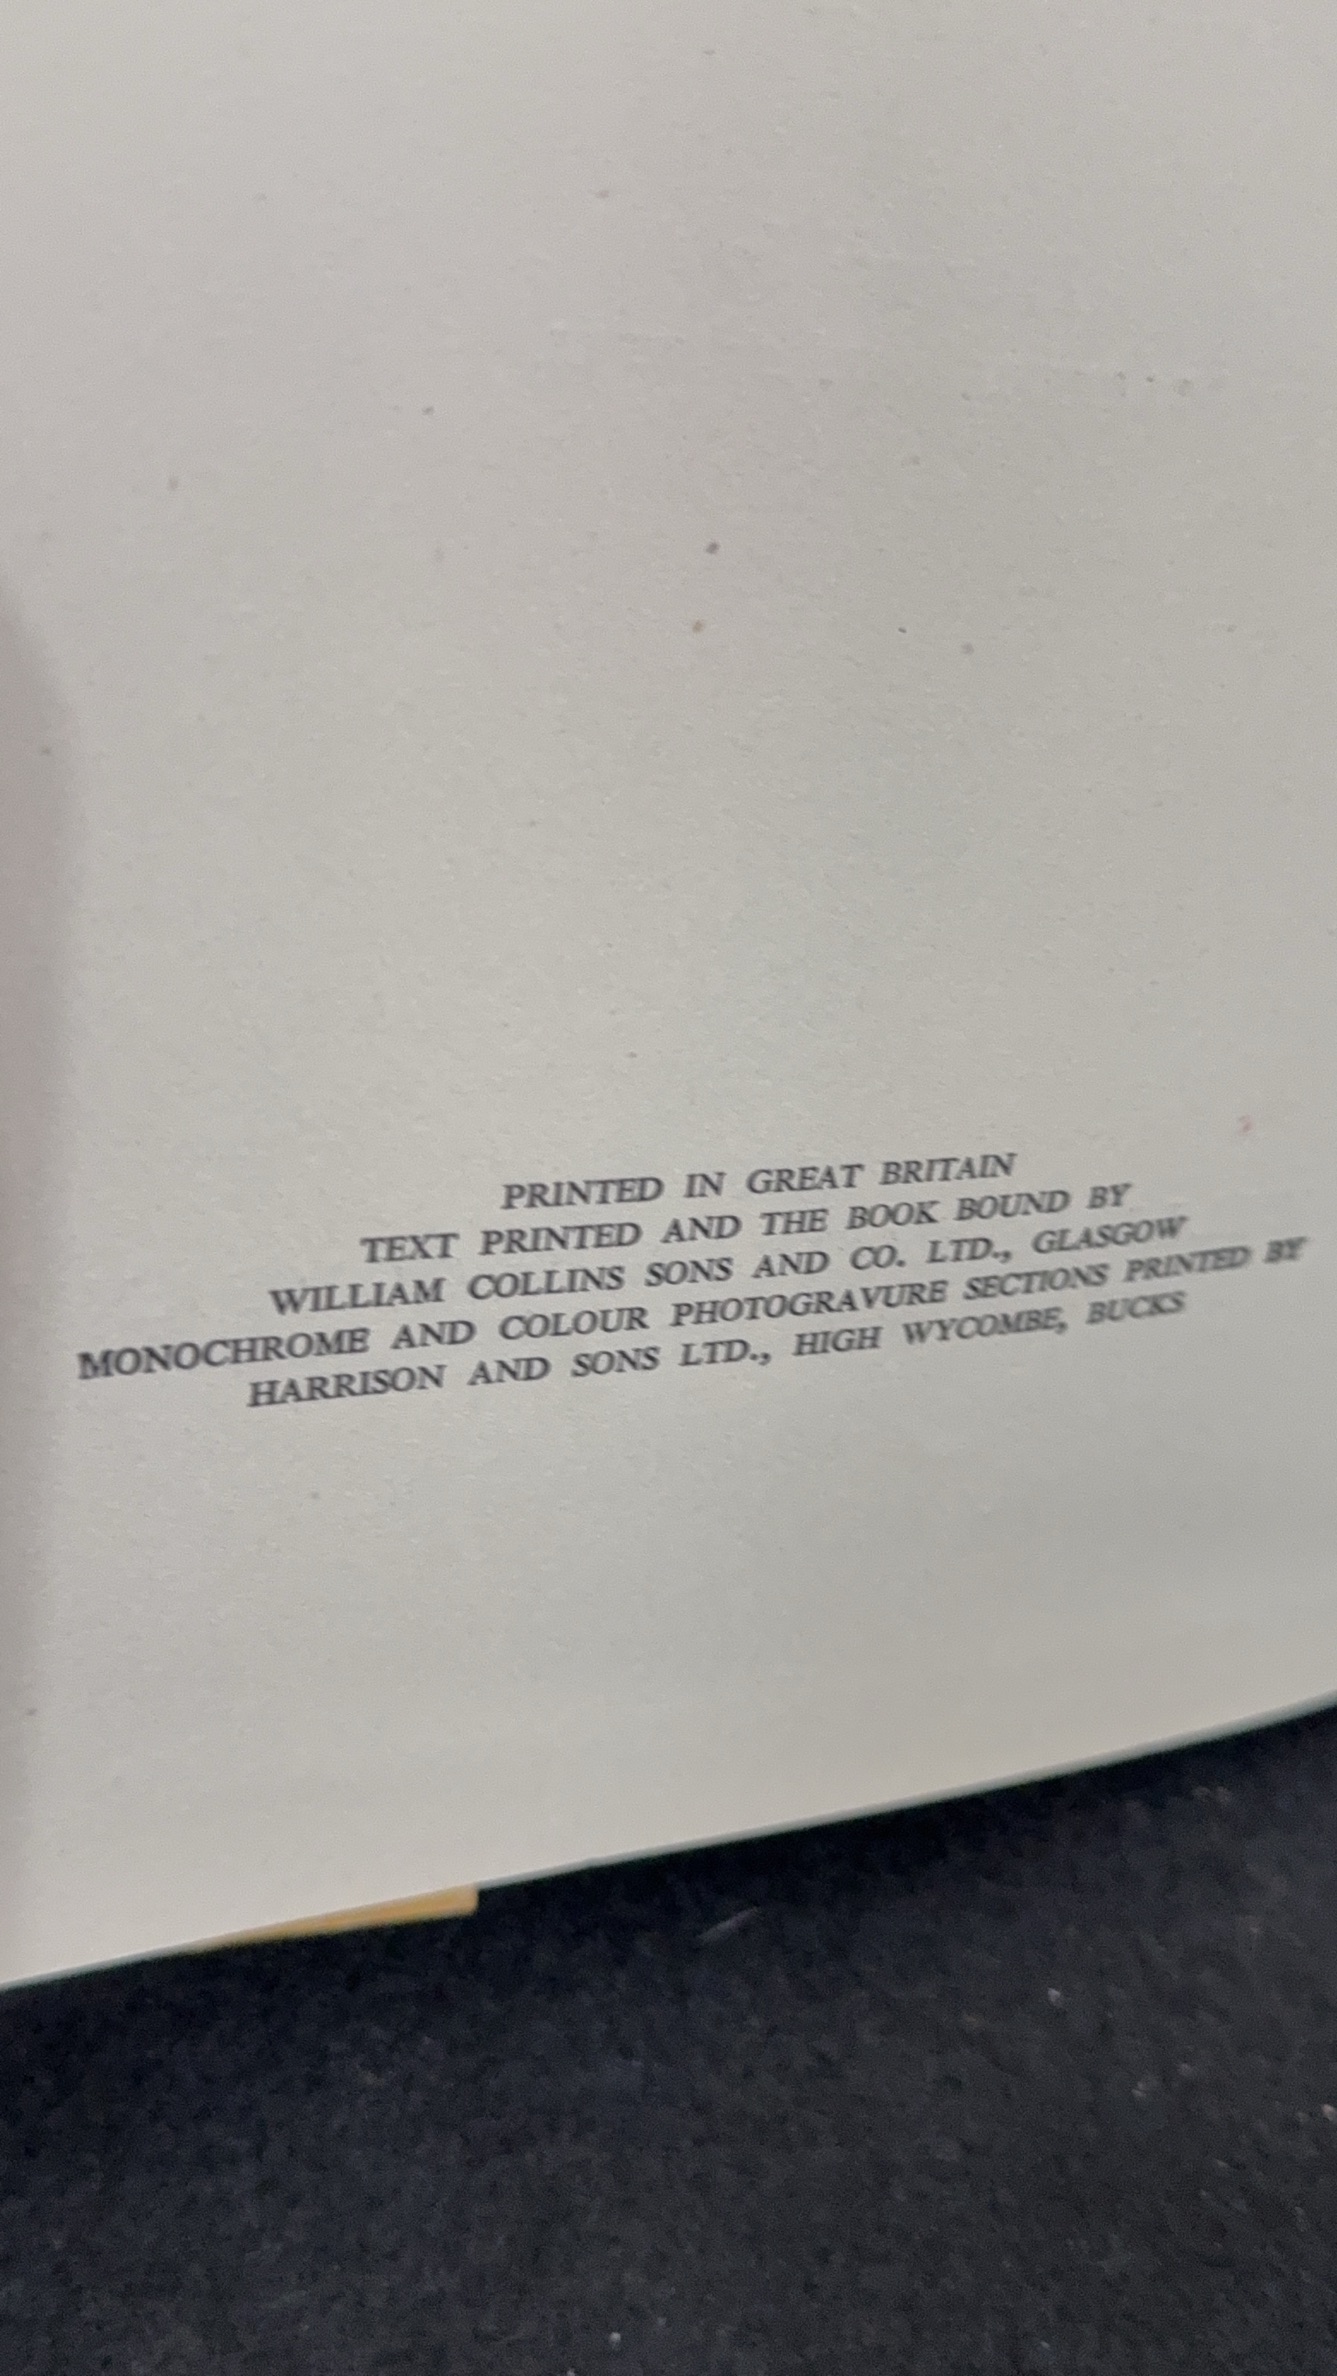 PRINTED IN GREAT BRITAIN
TEXT PRINTED AND THE BOOK BOUND BY
WILLIAM COLLINS SONS AND CO. LTD., GLASGOW
MONOCHROME AND COLOUR PHOTOGRAVURE SECTIONS PRINTED BY
HARRISON AND SONS LTD., HIGH WYCOMBE, BUCKS